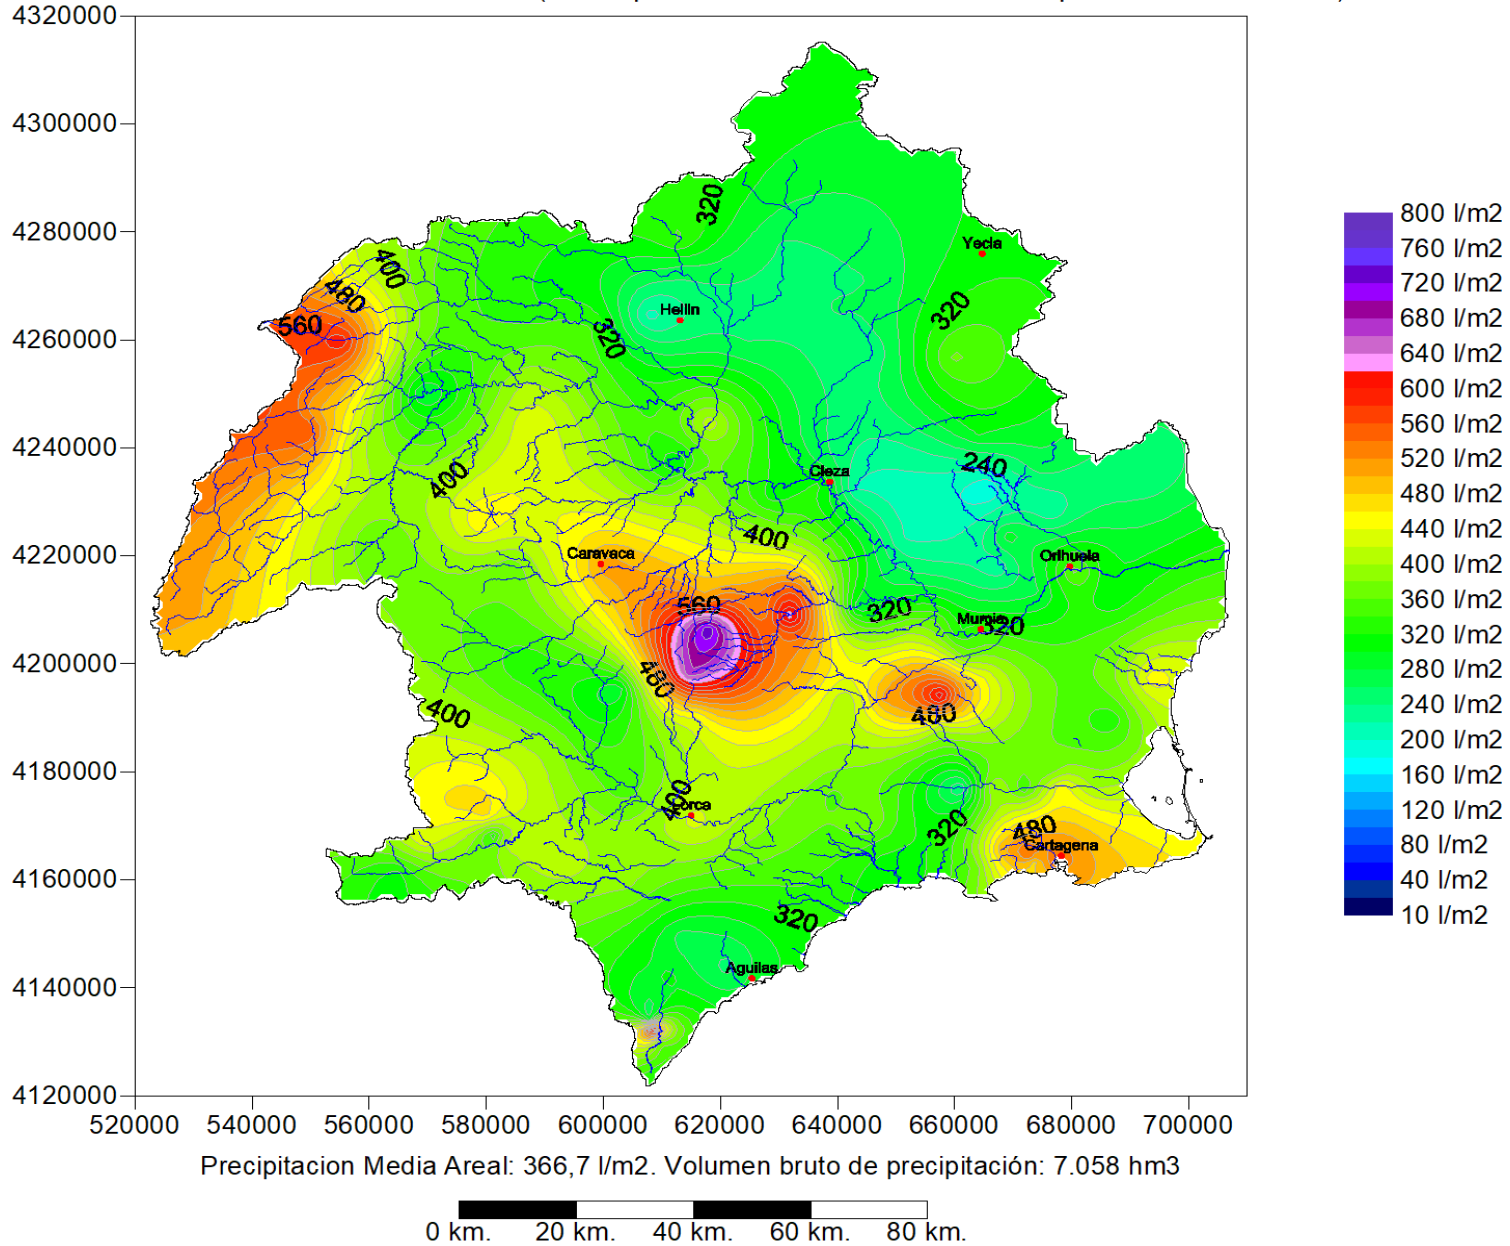 4320000
4300000
4280000
4260000
4240000
4220000
4200000
4180000
4160000
4140000
4120000
520000 540000 560000 580000 600000 620000 640000 660000 680000 700000
320
Yecla
400
480
320
Hellin
560
320
240
400
Cieza
400
Caravaca
Orihuela
560
320
Murcia
320
480
400
480
400
Lorca
320
480
Cartagena
320
Aguilas
800 l/m2
760 l/m2
720 l/m2
680 l/m2
640 l/m2
600 l/m2
560 l/m2
520 l/m2
480 l/m2
440 l/m2
400 l/m2
360 l/m2
320 l/m2
280 l/m2
240 l/m2
200 l/m2
160 l/m2
120 l/m2
80 l/m2
40 l/m2
10 l/m2
Precipitacion Media Areal: 366,7 l/m2. Volumen bruto de precipitación: 7.058 hm3
0 km. 20 km. 40 km. 60 km. 80 km.